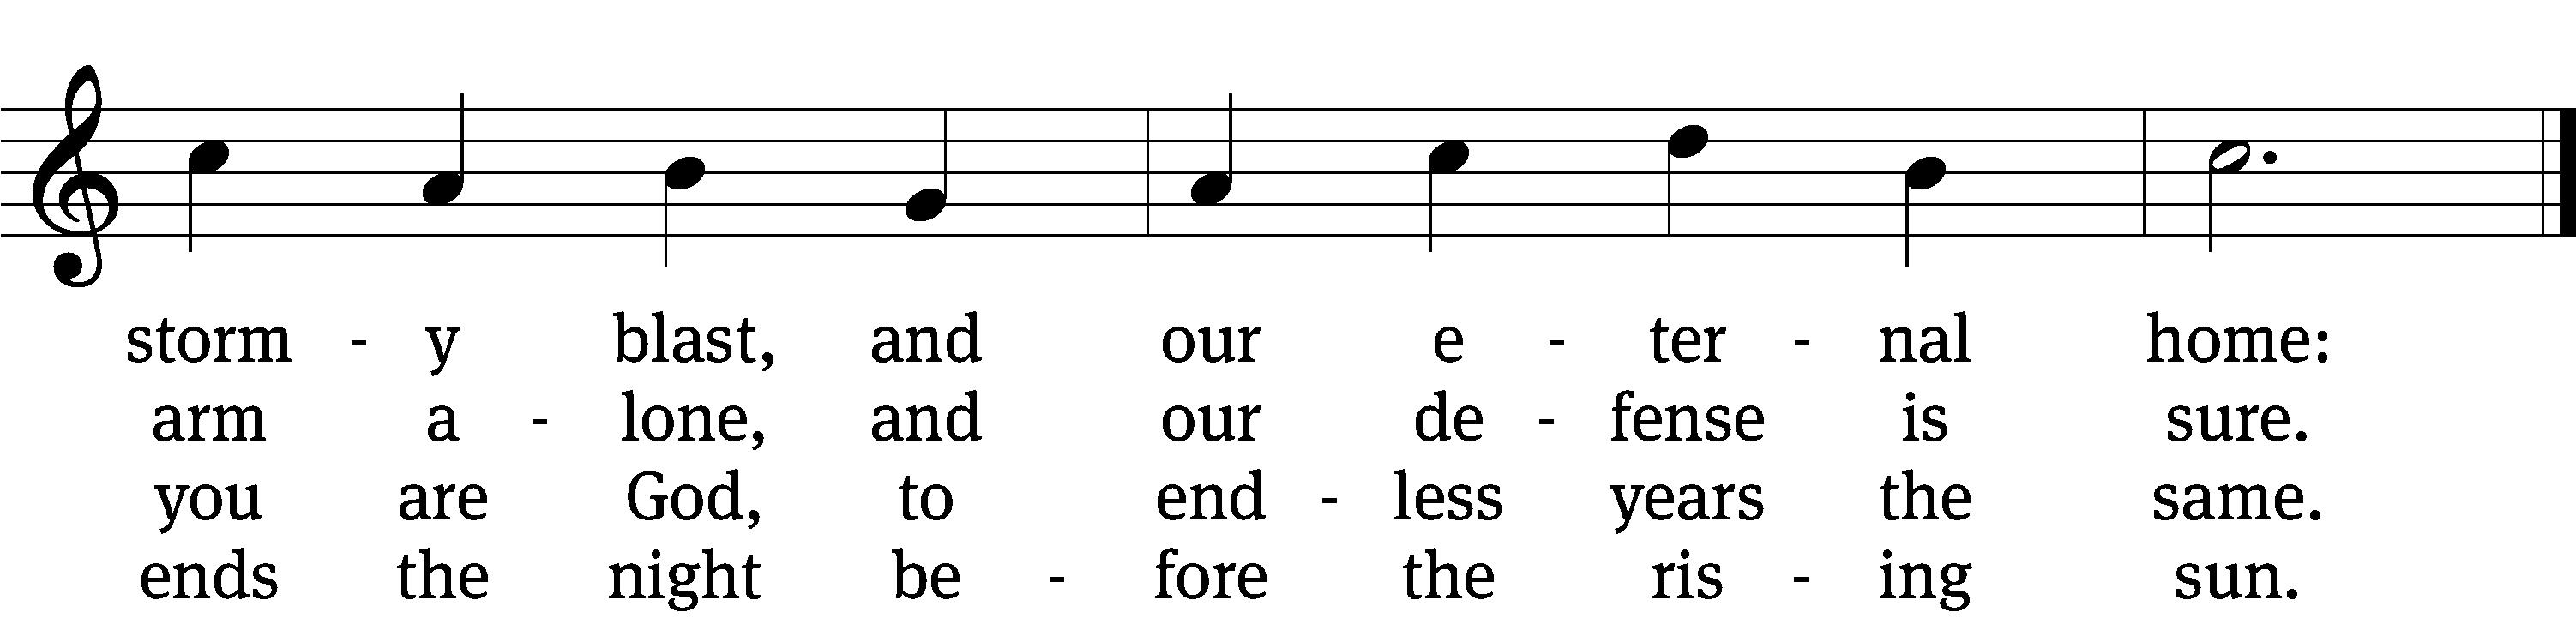 storm - y blast, and our e - ter - nal home:
arm a - lone, and our de - fense is sure.
you are God, to end - less years the same.
ends the night be - fore the ris - ing sun.